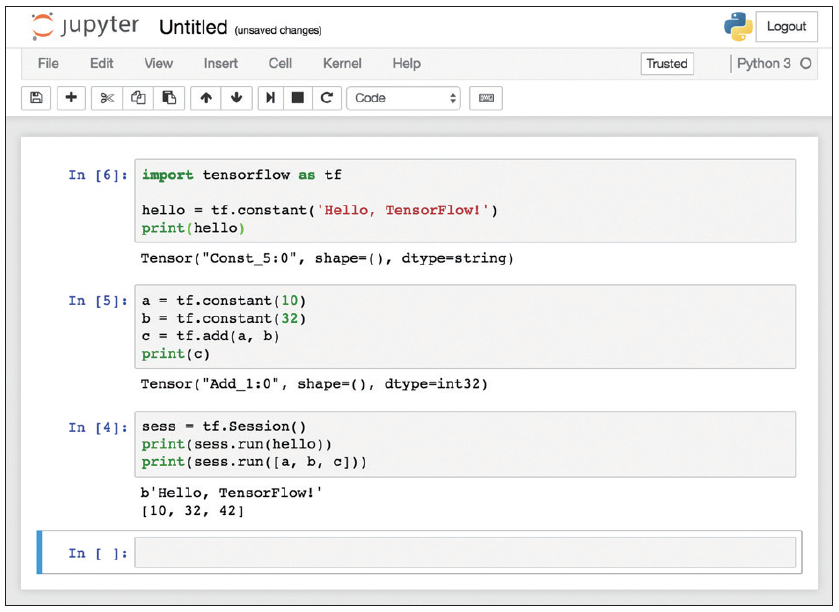 jupyter Untitled (unsaved changes) Logout
File Edit View Insert Cell Kernel Help Trusted Python 3
Code
In [6]: import tensorflow as tf
hello = tf.constant('Hello, TensorFlow!')
print(hello)
Tensor("Const_5:0", shape=(), dtype=string)
In [5]: a = tf.constant(10)
b = tf.constant(32)
c = tf.add(a, b)
print(c)
Tensor("Add_1:0", shape=(), dtype=int32)
In [4]: sess = tf.Session()
print(sess.run(hello))
print(sess.run([a, b, c]))
b'Hello, TensorFlow!'
[10, 32, 42]
In [ ]: